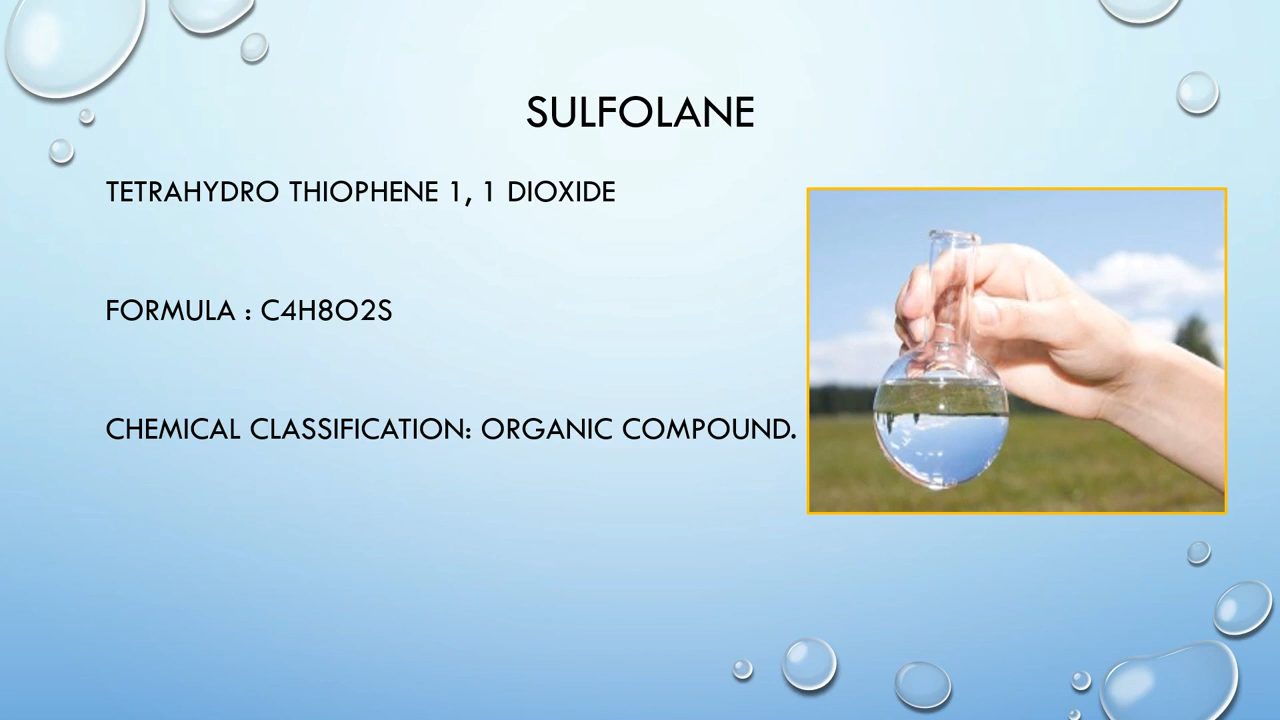 SULFOLANE
TETRAHYDRO THIOPHENE 1, 1 DIOXIDE
FORMULA : C4H8O2S
CHEMICAL CLASSIFICATION: ORGANIC COMPOUND.